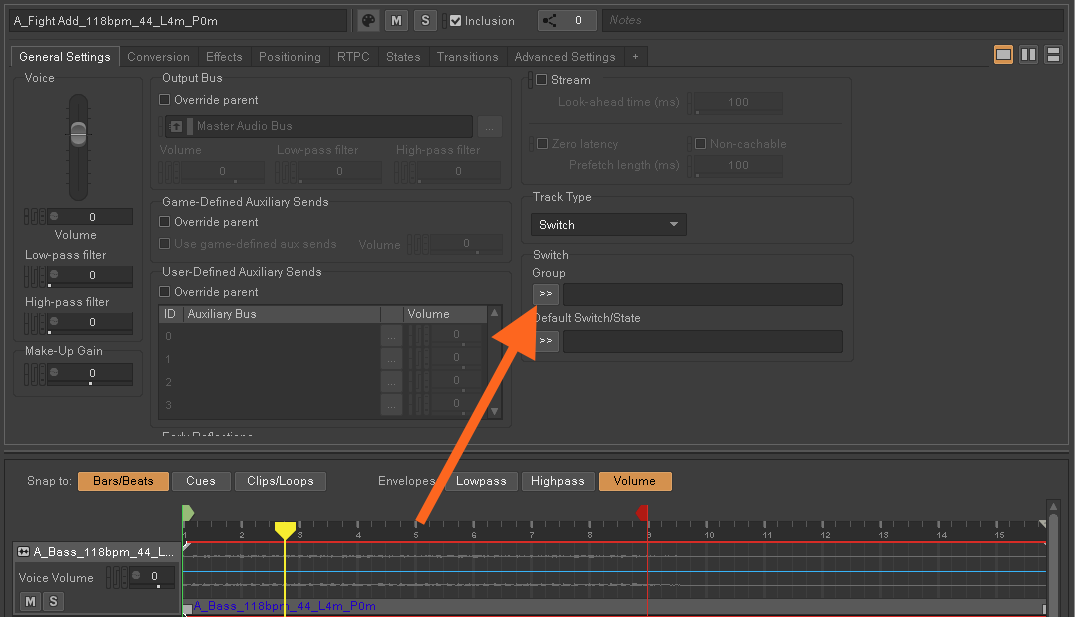 A_Fight Add_118bpm_44_L4m_P0m M S Inclusion 0 Notes
General Settings Conversion Effects Positioning RTPC States Transitions Advanced Settings +
Voice
0
Volume
Low-pass filter
0
High-pass filter
0
Make-Up Gain
0
Output Bus
Override parent
Master Audio Bus ...
Volume Low-pass filter High-pass filter
0 0 0
Game-Defined Auxiliary Sends
Override parent
Use game-defined aux sends Volume 0
User-Defined Auxiliary Sends
Override parent
ID Auxiliary Bus Volume
0 ... 0
1 ... 0
2 ... 0
3 ... 0
Early Reflections
Stream
Look-ahead time (ms) 100
Zero latency Non-cachable
Prefetch length (ms) 100
Track Type
Switch
Switch
Group
>>
Default Switch/State
>>
Snap to: Bars/Beats Cues Clips/Loops Envelopes Lowpass Highpass Volume
1 2 3 4 5 6 7 8 9 10 11 12 13 14 15
A_Bass_118bpm_44_L...
Voice Volume 0
M S
A_Bass_118bpm_44_L4m_P0m